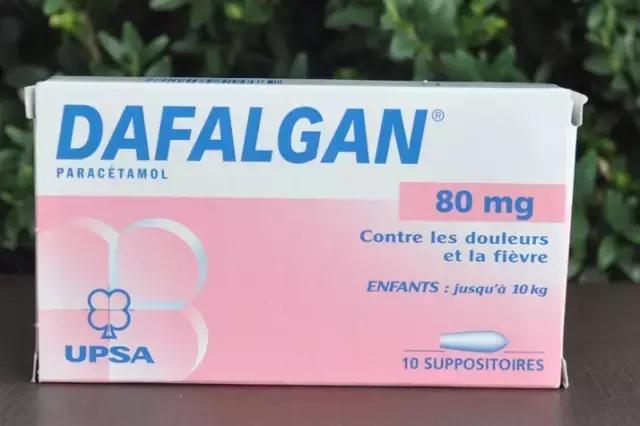 DAFALGAN®
PARACÉTAMOL
80 mg
Contre les douleurs
et la fièvre
ENFANTS : jusqu'à 10 kg
UPSA
10 SUPPOSITOIRES